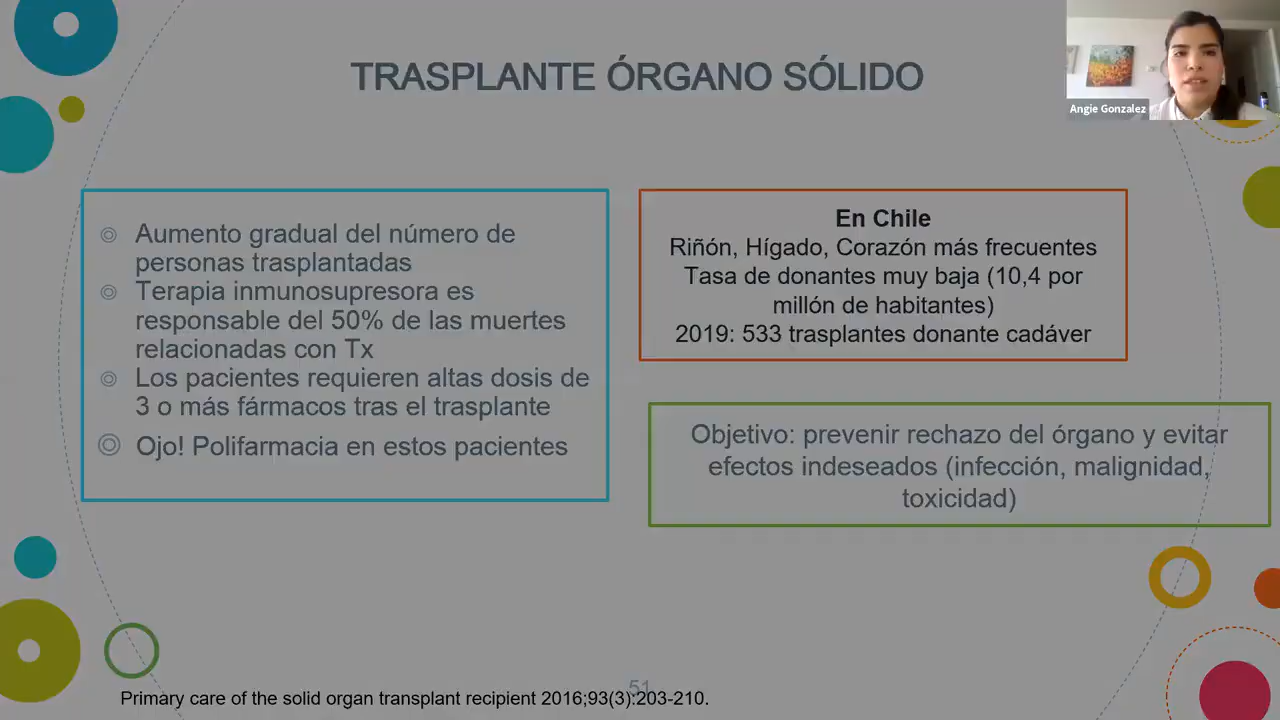 TRASPLANTE ÓRGANO SÓLIDO
Angie Gonzalez
Aumento gradual del número de
personas trasplantadas
Terapia inmunosupresora es
responsable del 50% de las muertes
relacionadas con Tx
Los pacientes requieren altas dosis de
3 o más fármacos tras el trasplante
Ojo! Polifarmacia en estos pacientes
En Chile
Riñón, Hígado, Corazón más frecuentes
Tasa de donantes muy baja (10,4 por
millón de habitantes)
2019: 533 trasplantes donante cadáver
Objetivo: prevenir rechazo del órgano y evitar
efectos indeseados (infección, malignidad,
toxicidad)
51
Primary care of the solid organ transplant recipient 2016;93(3):203-210.